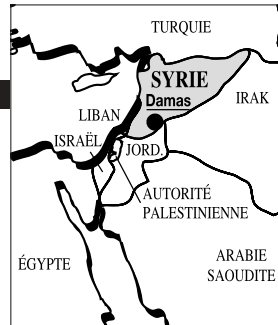 TURQUIE
SYRIE
Damas
LIBAN
IRAK
ISRAËL
JORD.
AUTORITÉ
PALESTINIENNE
ÉGYPTE
ARABIE
SAOUDITE